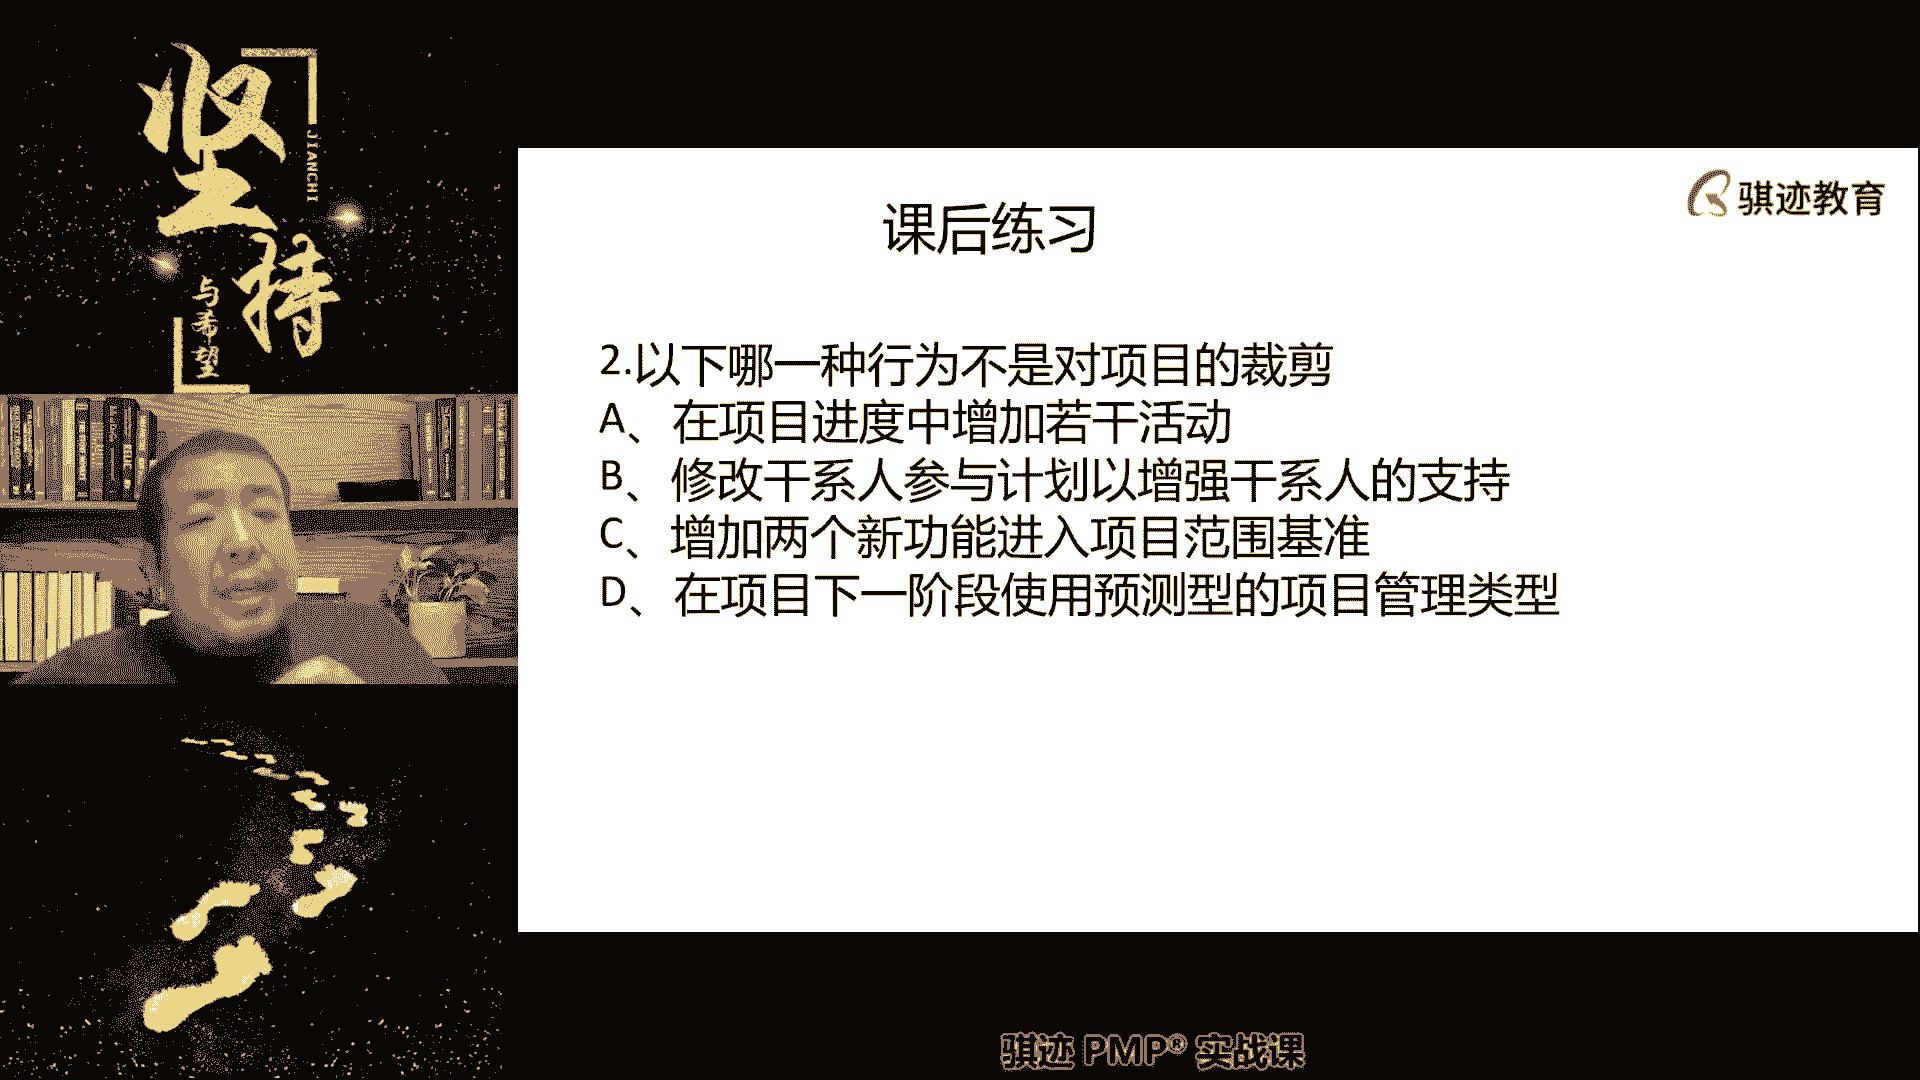 坚持
JIANCHI
与希望
骐迹教育
课后练习
2.以下哪一种行为不是对项目的裁剪
A、在项目进度中增加若干活动
B、修改干系人参与计划以增强干系人的支持
C、增加两个新功能进入项目范围基准
D、在项目下一阶段使用预测型的项目管理类型
骐迹 PMP® 实战课